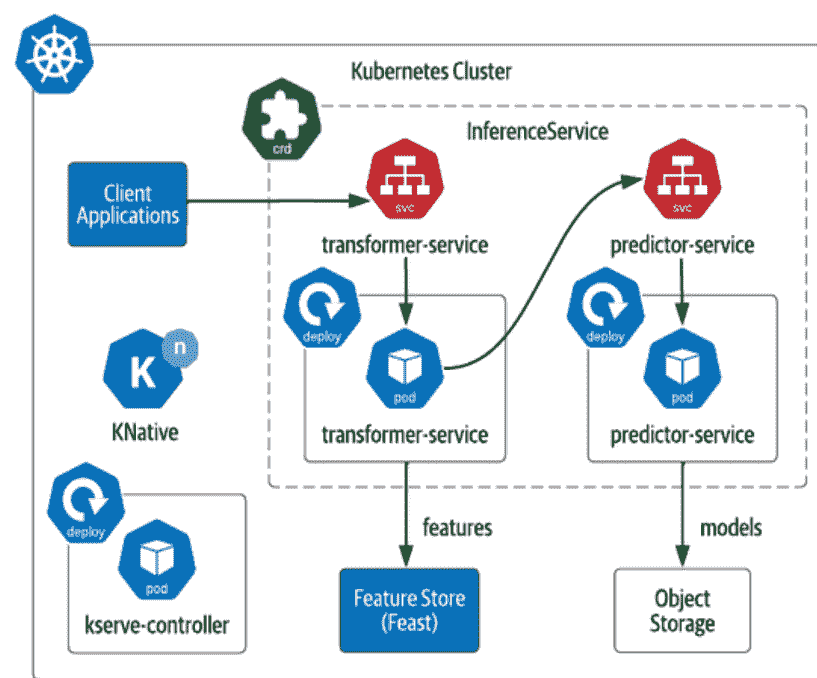 Kubernetes Cluster
crd
InferenceService
Client
Applications
svc
svc
transformer-service
predictor-service
deploy
deploy
pod
pod
n
K
KNative
transformer-service
predictor-service
deploy
pod
kserve-controller
features
models
Feature Store
(Feast)
Object
Storage